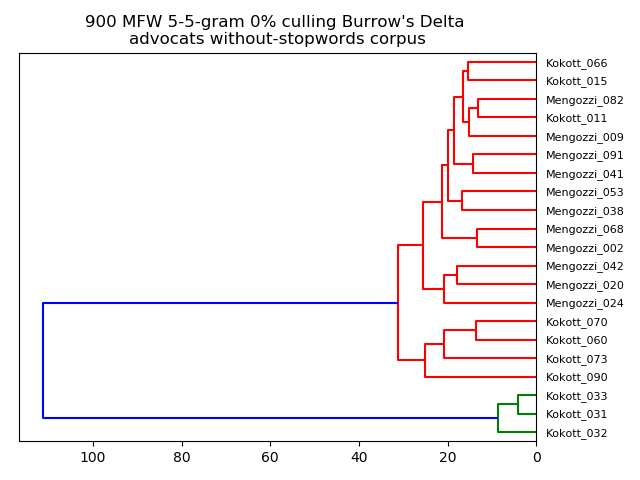 900 MFW 5-5-gram 0% culling Burrow's Delta
advocats without-stopwords corpus
Kokott_066
Kokott_015
Mengozzi_082
Kokott_011
Mengozzi_009
Mengozzi_091
Mengozzi_041
Mengozzi_053
Mengozzi_038
Mengozzi_068
Mengozzi_002
Mengozzi_042
Mengozzi_020
Mengozzi_024
Kokott_070
Kokott_060
Kokott_073
Kokott_090
Kokott_033
Kokott_031
Kokott_032
100 80 60 40 20 0